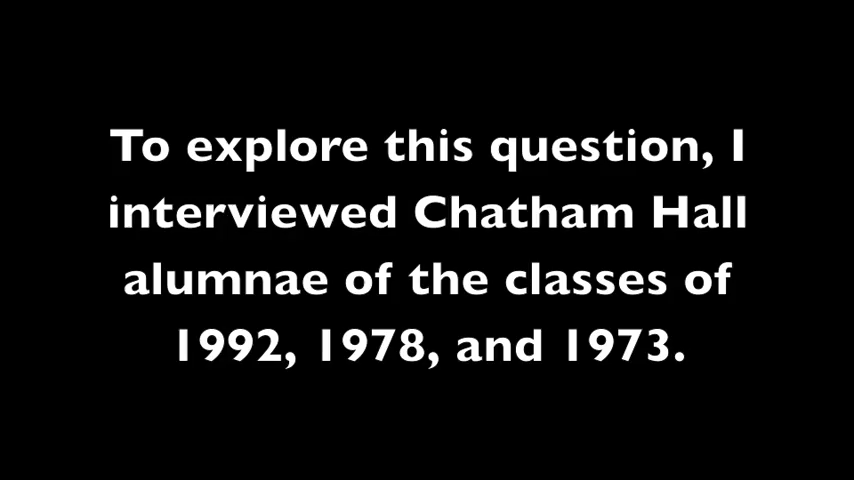 To explore this question, I
interviewed Chatham Hall
alumnae of the classes of
1992, 1978, and 1973.